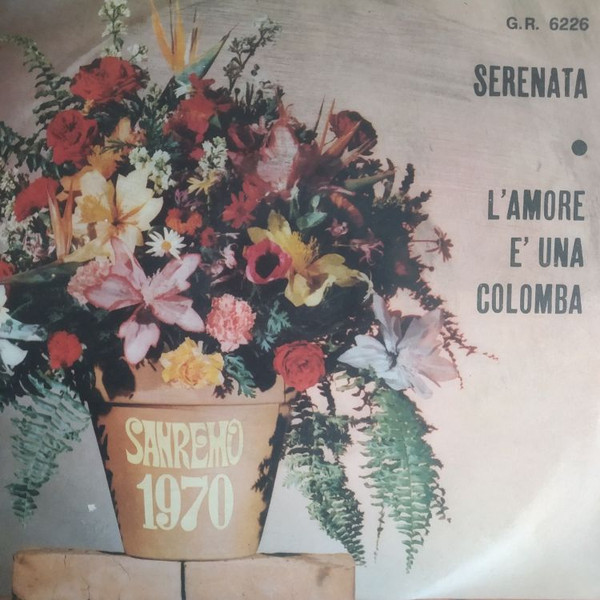 G.R. 6226
SERENATA
●
L'AMORE
E' UNA
COLOMBA
SANREMO
1970